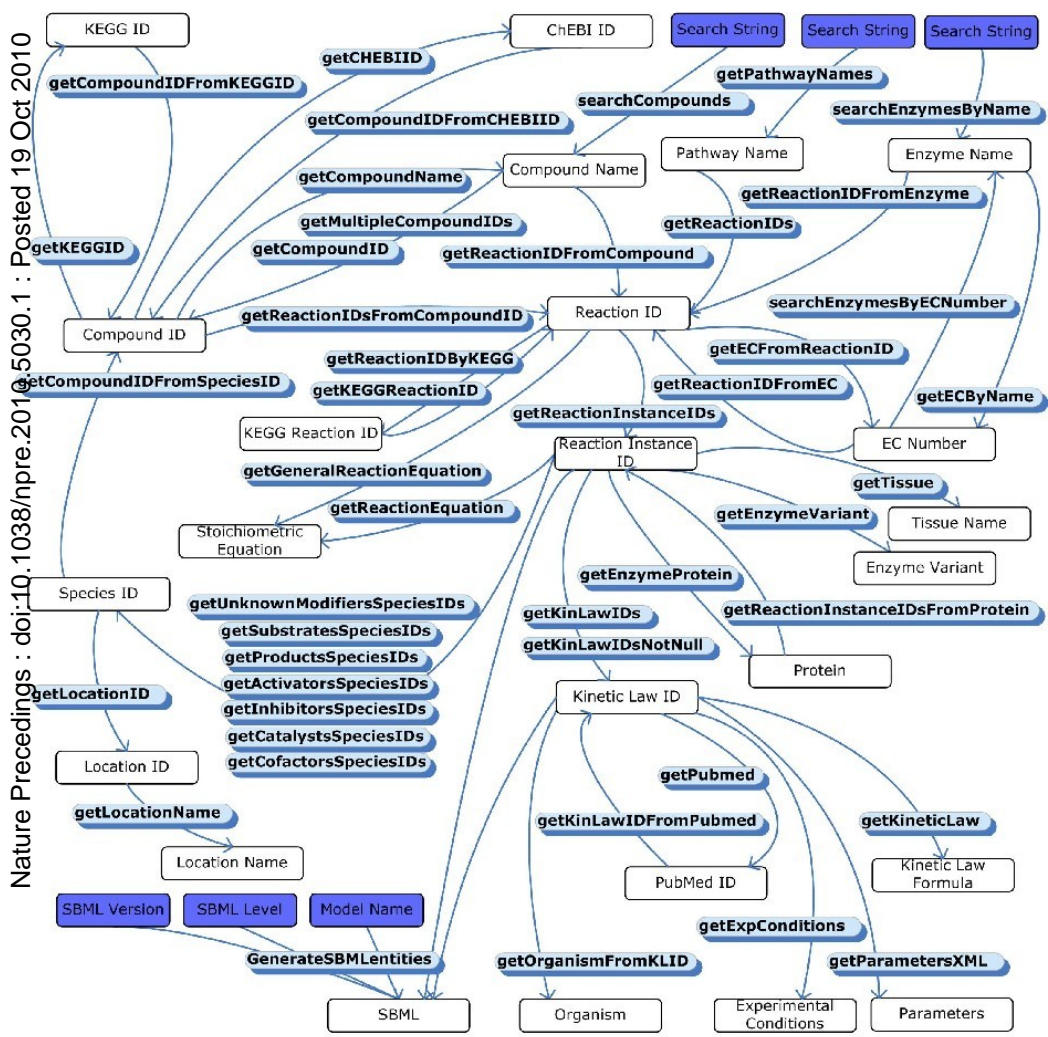 Nature Precedings : doi:10.1038/npre.2010.5030.1 : Posted 19 Oct 2010
KEGG ID
ChEBI ID
Search String
Search String
Search String
getCHEBIID
getCompoundIDFromKEGGID
getPathwayNames
searchCompounds
searchEnzymesByName
getCompoundIDFromCHEBIID
Pathway Name
Enzyme Name
Compound Name
getCompoundName
getReactionIDFromEnzyme
getMultipleCompoundIDs
getReactionIDs
getKEGGID
getCompoundID
getReactionIDFromCompound
searchEnzymesByECNumber
getReactionIDsFromCompoundID
Reaction ID
Compound ID
getECFromReactionID
getReactionIDByKEGG
getCompoundIDFromSpeciesID
getKEGGReactionID
getReactionIDFromEC
getECByName
getReactionInstanceIDs
KEGG Reaction ID
Reaction Instance
ID
EC Number
getGeneralReactionEquation
getTissue
getReactionEquation
getEnzymeVariant
Tissue Name
Stoichiometric
Equation
Enzyme Variant
getEnzymeProtein
Species ID
getUnknownModifiersSpeciesIDs
getKinLawIDs
getReactionInstanceIDsFromProtein
getSubstratesSpeciesIDs
getKinLawIDsNotNull
getProductsSpeciesIDs
Protein
getActivatorsSpeciesIDs
getLocationID
Kinetic Law ID
getInhibitorsSpeciesIDs
getCatalystsSpeciesIDs
getCofactorsSpeciesIDs
Location ID
getPubmed
getLocationName
getKinLawIDFromPubmed
getKineticLaw
Location Name
PubMed ID
Kinetic Law
Formula
SBML Version
SBML Level
Model Name
getExpConditions
GenerateSBMLentities
getOrganismFromKLID
getParametersXML
SBML
Organism
Experimental
Conditions
Parameters